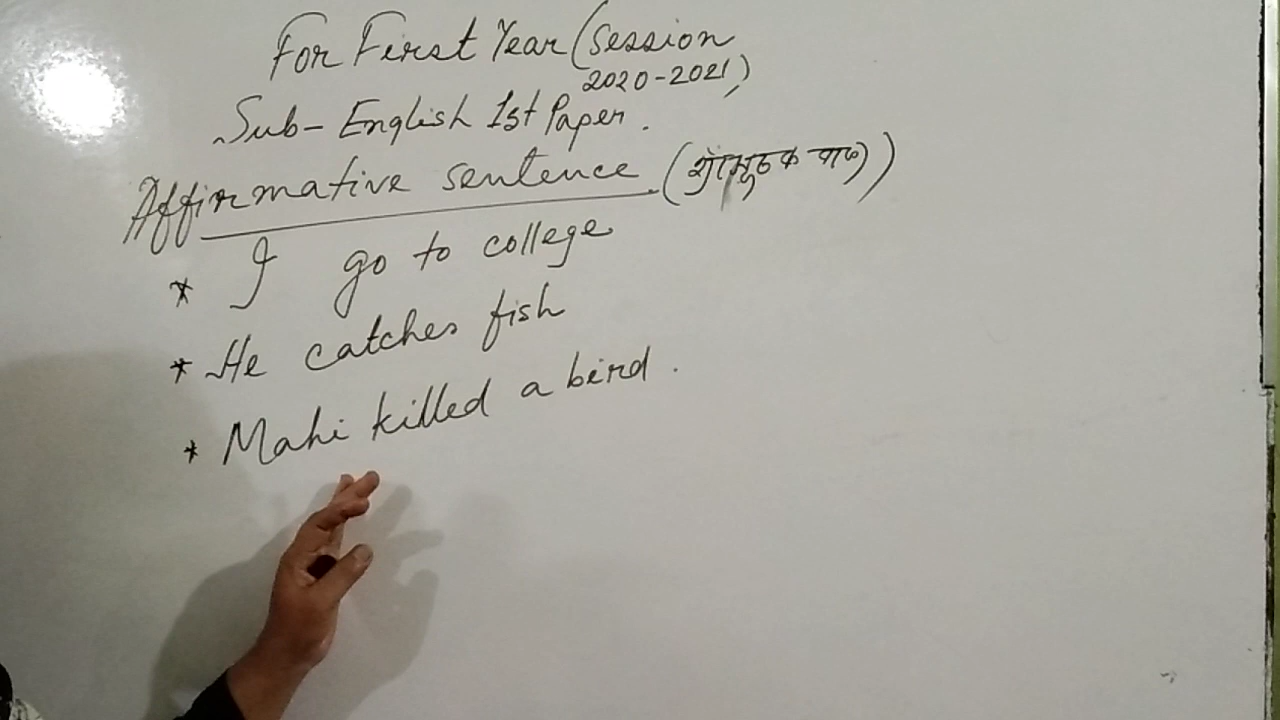 For First Year (Session
2020-2021)
Sub- English 1st Paper.
Affirmative sentence (হ্যাঁসূচক বাক্য)
* I go to college
* He catches fish
* Mahi killed a bird.